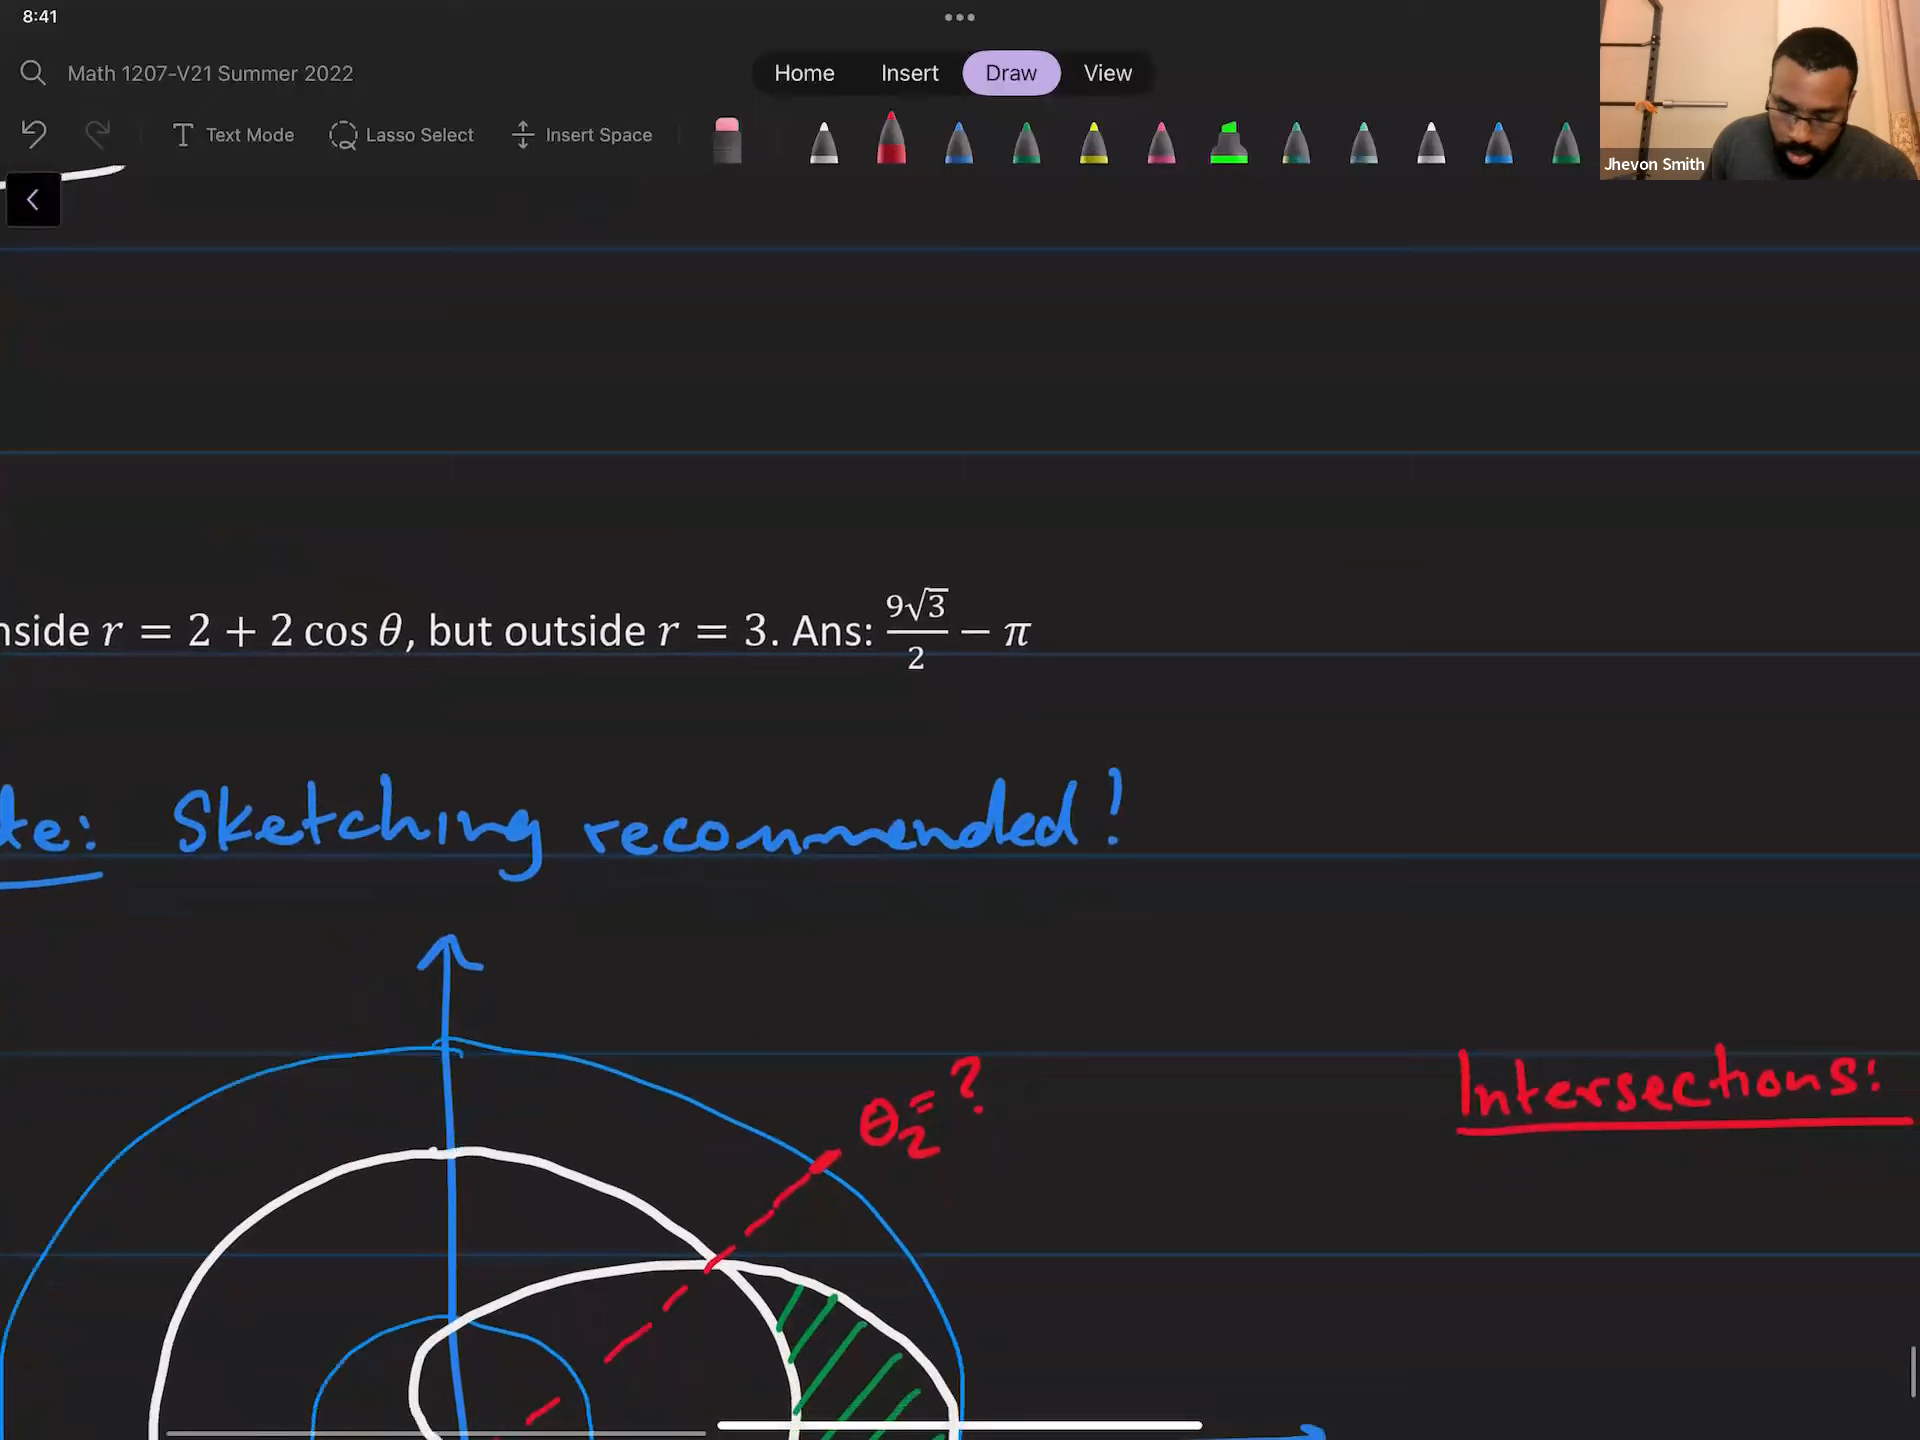 8:41
Math 1207-V21 Summer 2022
Home Insert Draw View
Text Mode Lasso Select Insert Space
Jhevon Smith
nside r = 2 + 2 cos θ, but outside r = 3. Ans: 9√3/2 − π
te: Sketching recommended!
θ₂ = ?
Intersections: